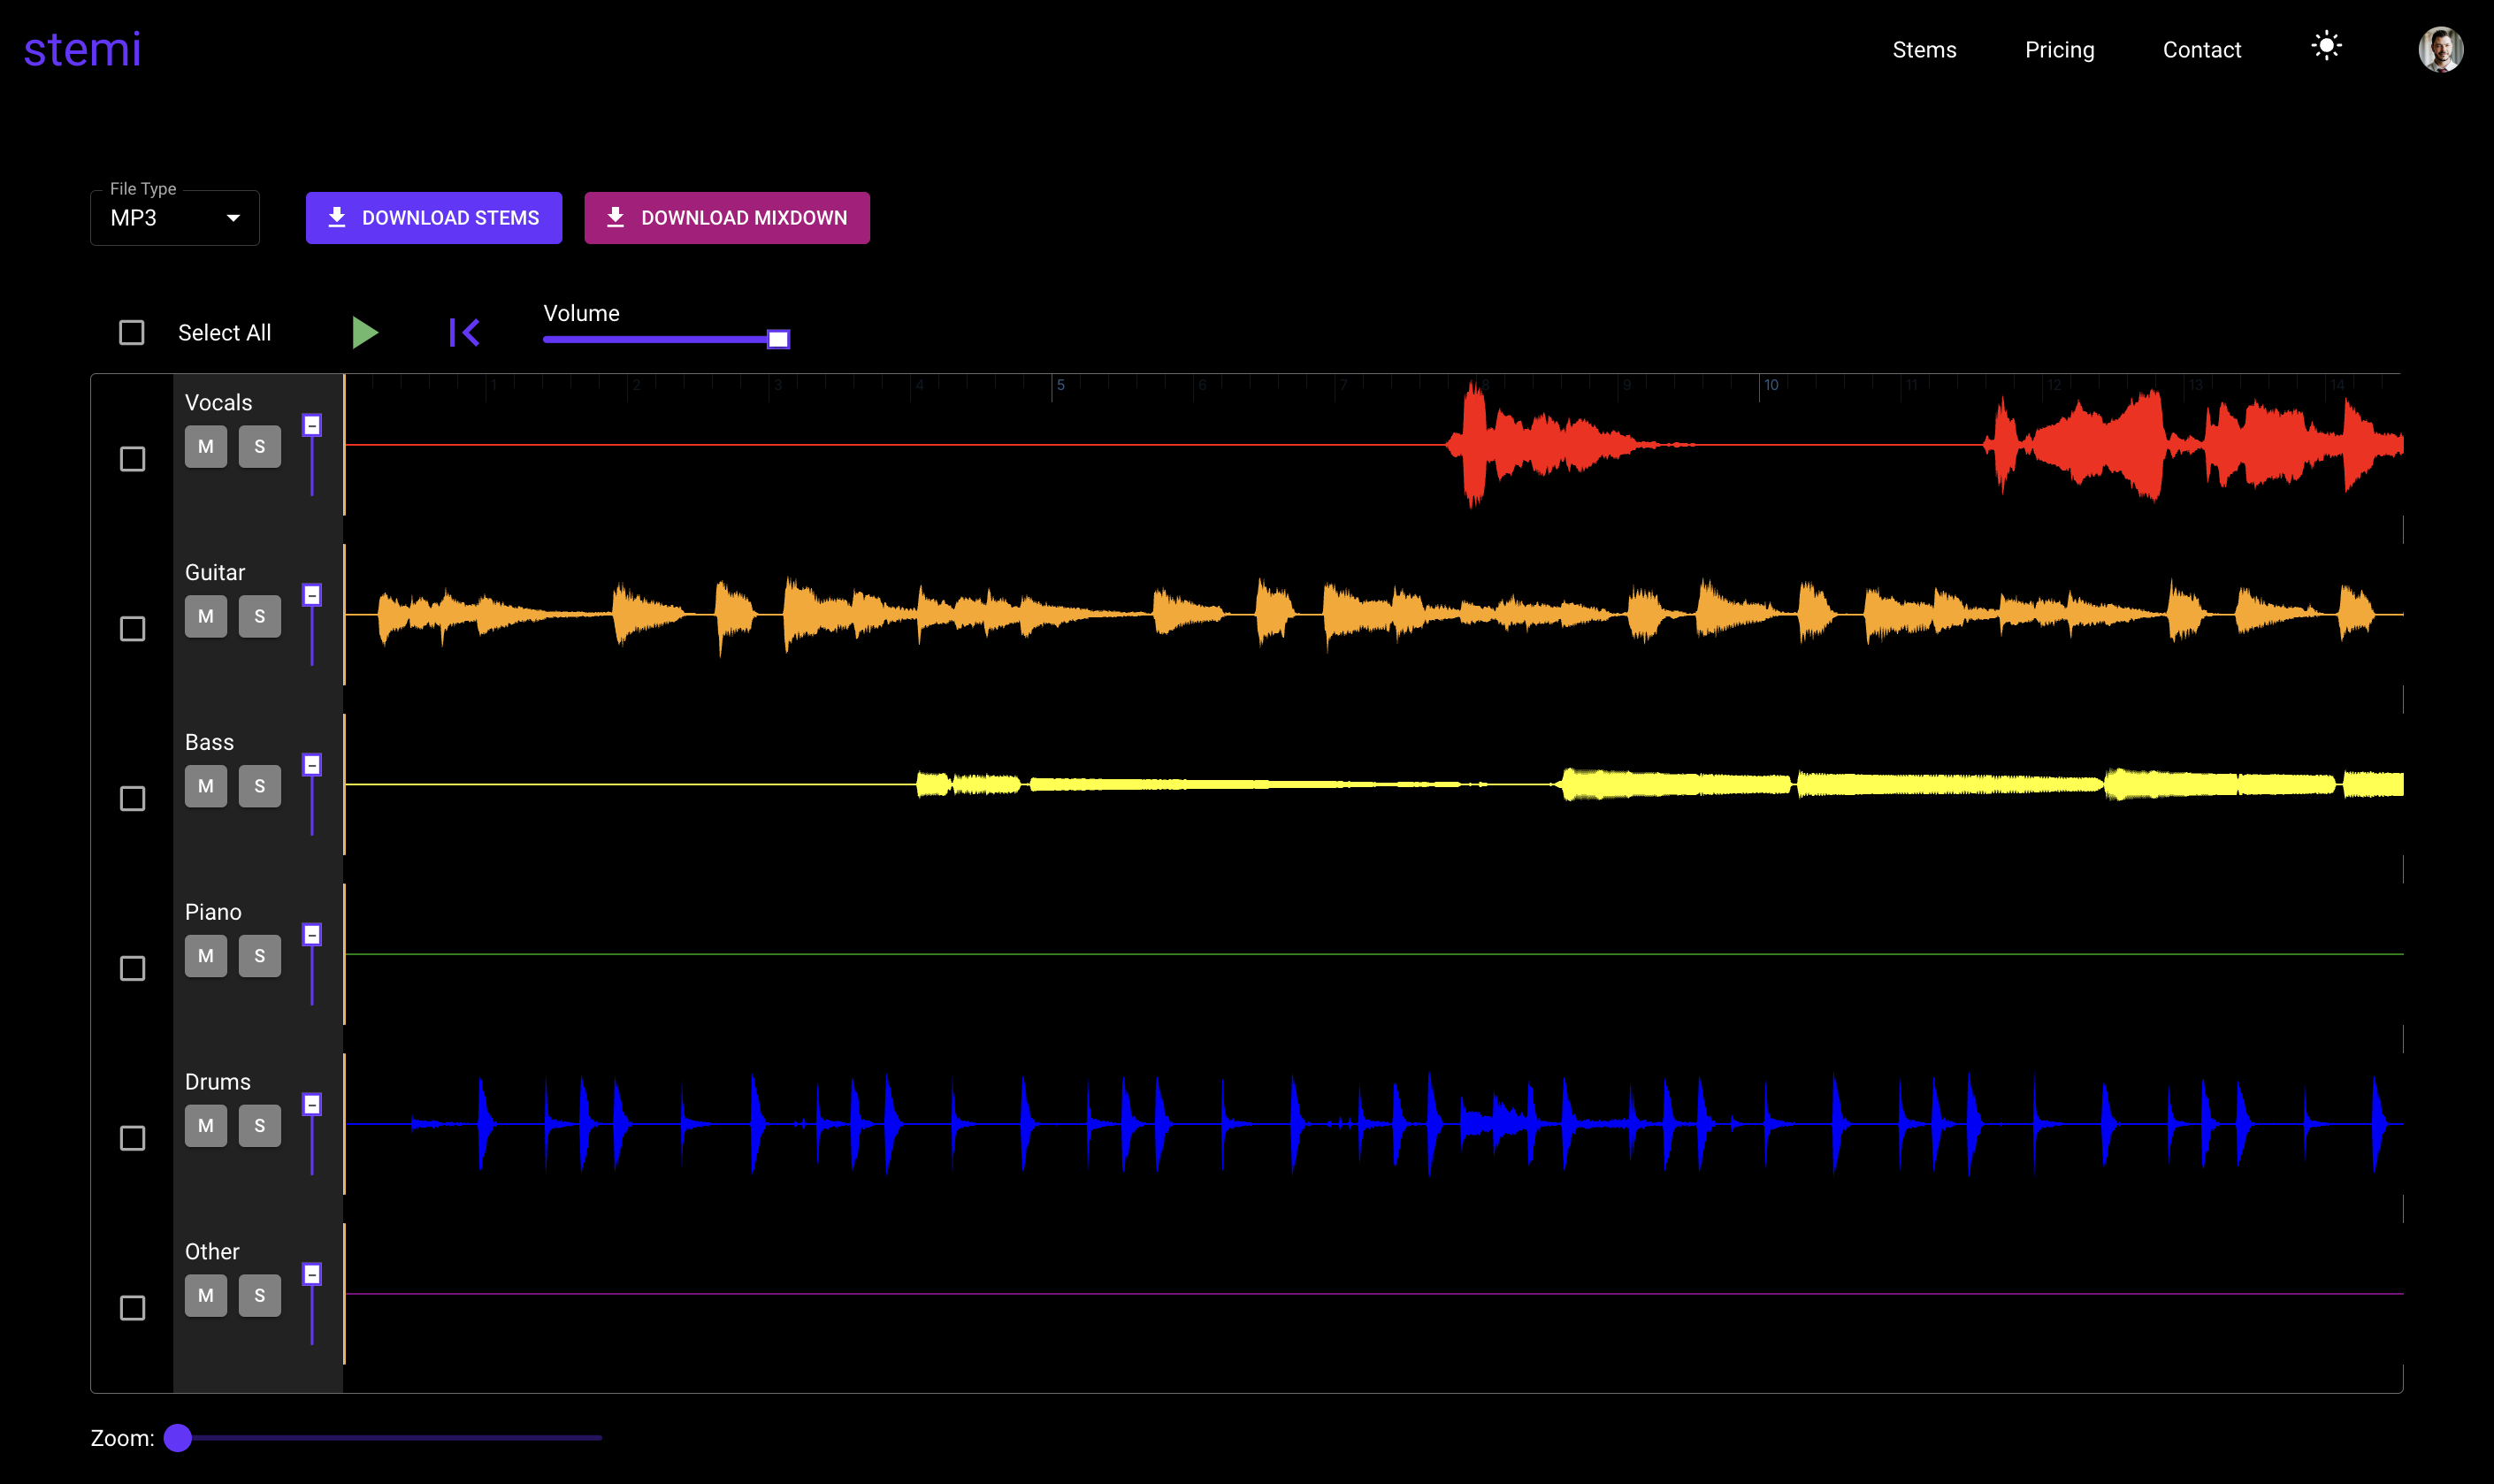 stemi
Stems Pricing Contact
File Type
MP3
DOWNLOAD STEMS
DOWNLOAD MIXDOWN
Select All
Volume
1 2 3 4 5 6 7 8 9 10 11 12 13 14
Vocals
M S
Guitar
M S
Bass
M S
Piano
M S
Drums
M S
Other
M S
Zoom: